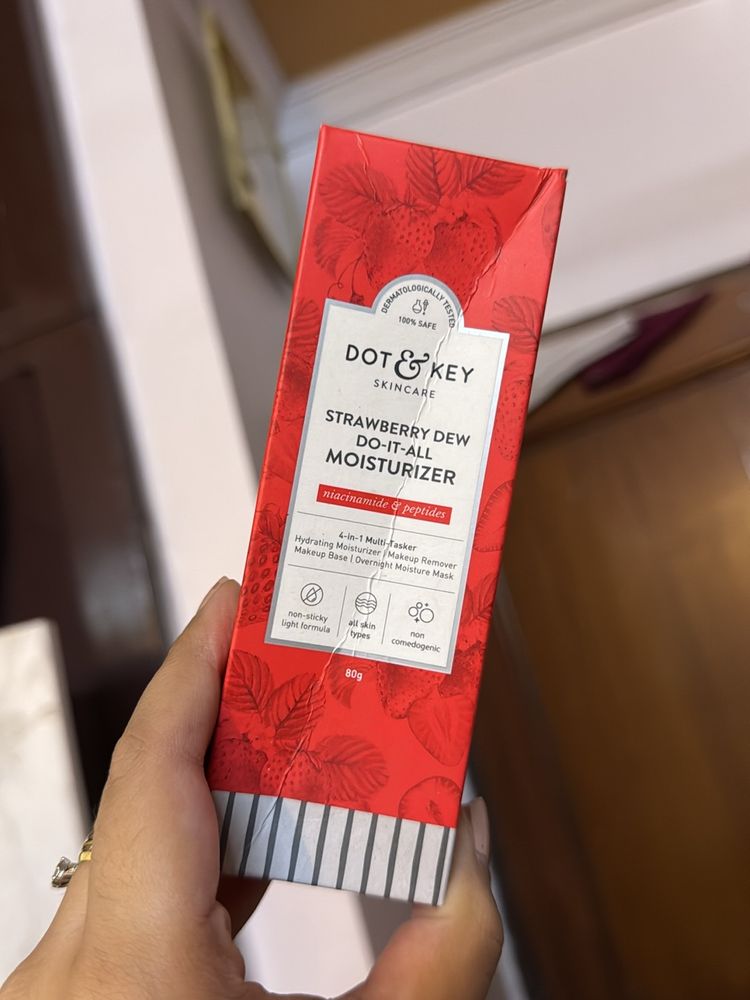 DERMATOLOGICALLY TESTED
100% SAFE
DOT & KEY
SKINCARE
STRAWBERRY DEW
DO-IT-ALL
MOISTURIZER
niacinamide & peptides
4-in-1 Multi-Tasker
Hydrating Moisturizer | Makeup Remover
Makeup Base | Overnight Moisture Mask
non-sticky
light formula
all skin
types
non
comedogenic
80g